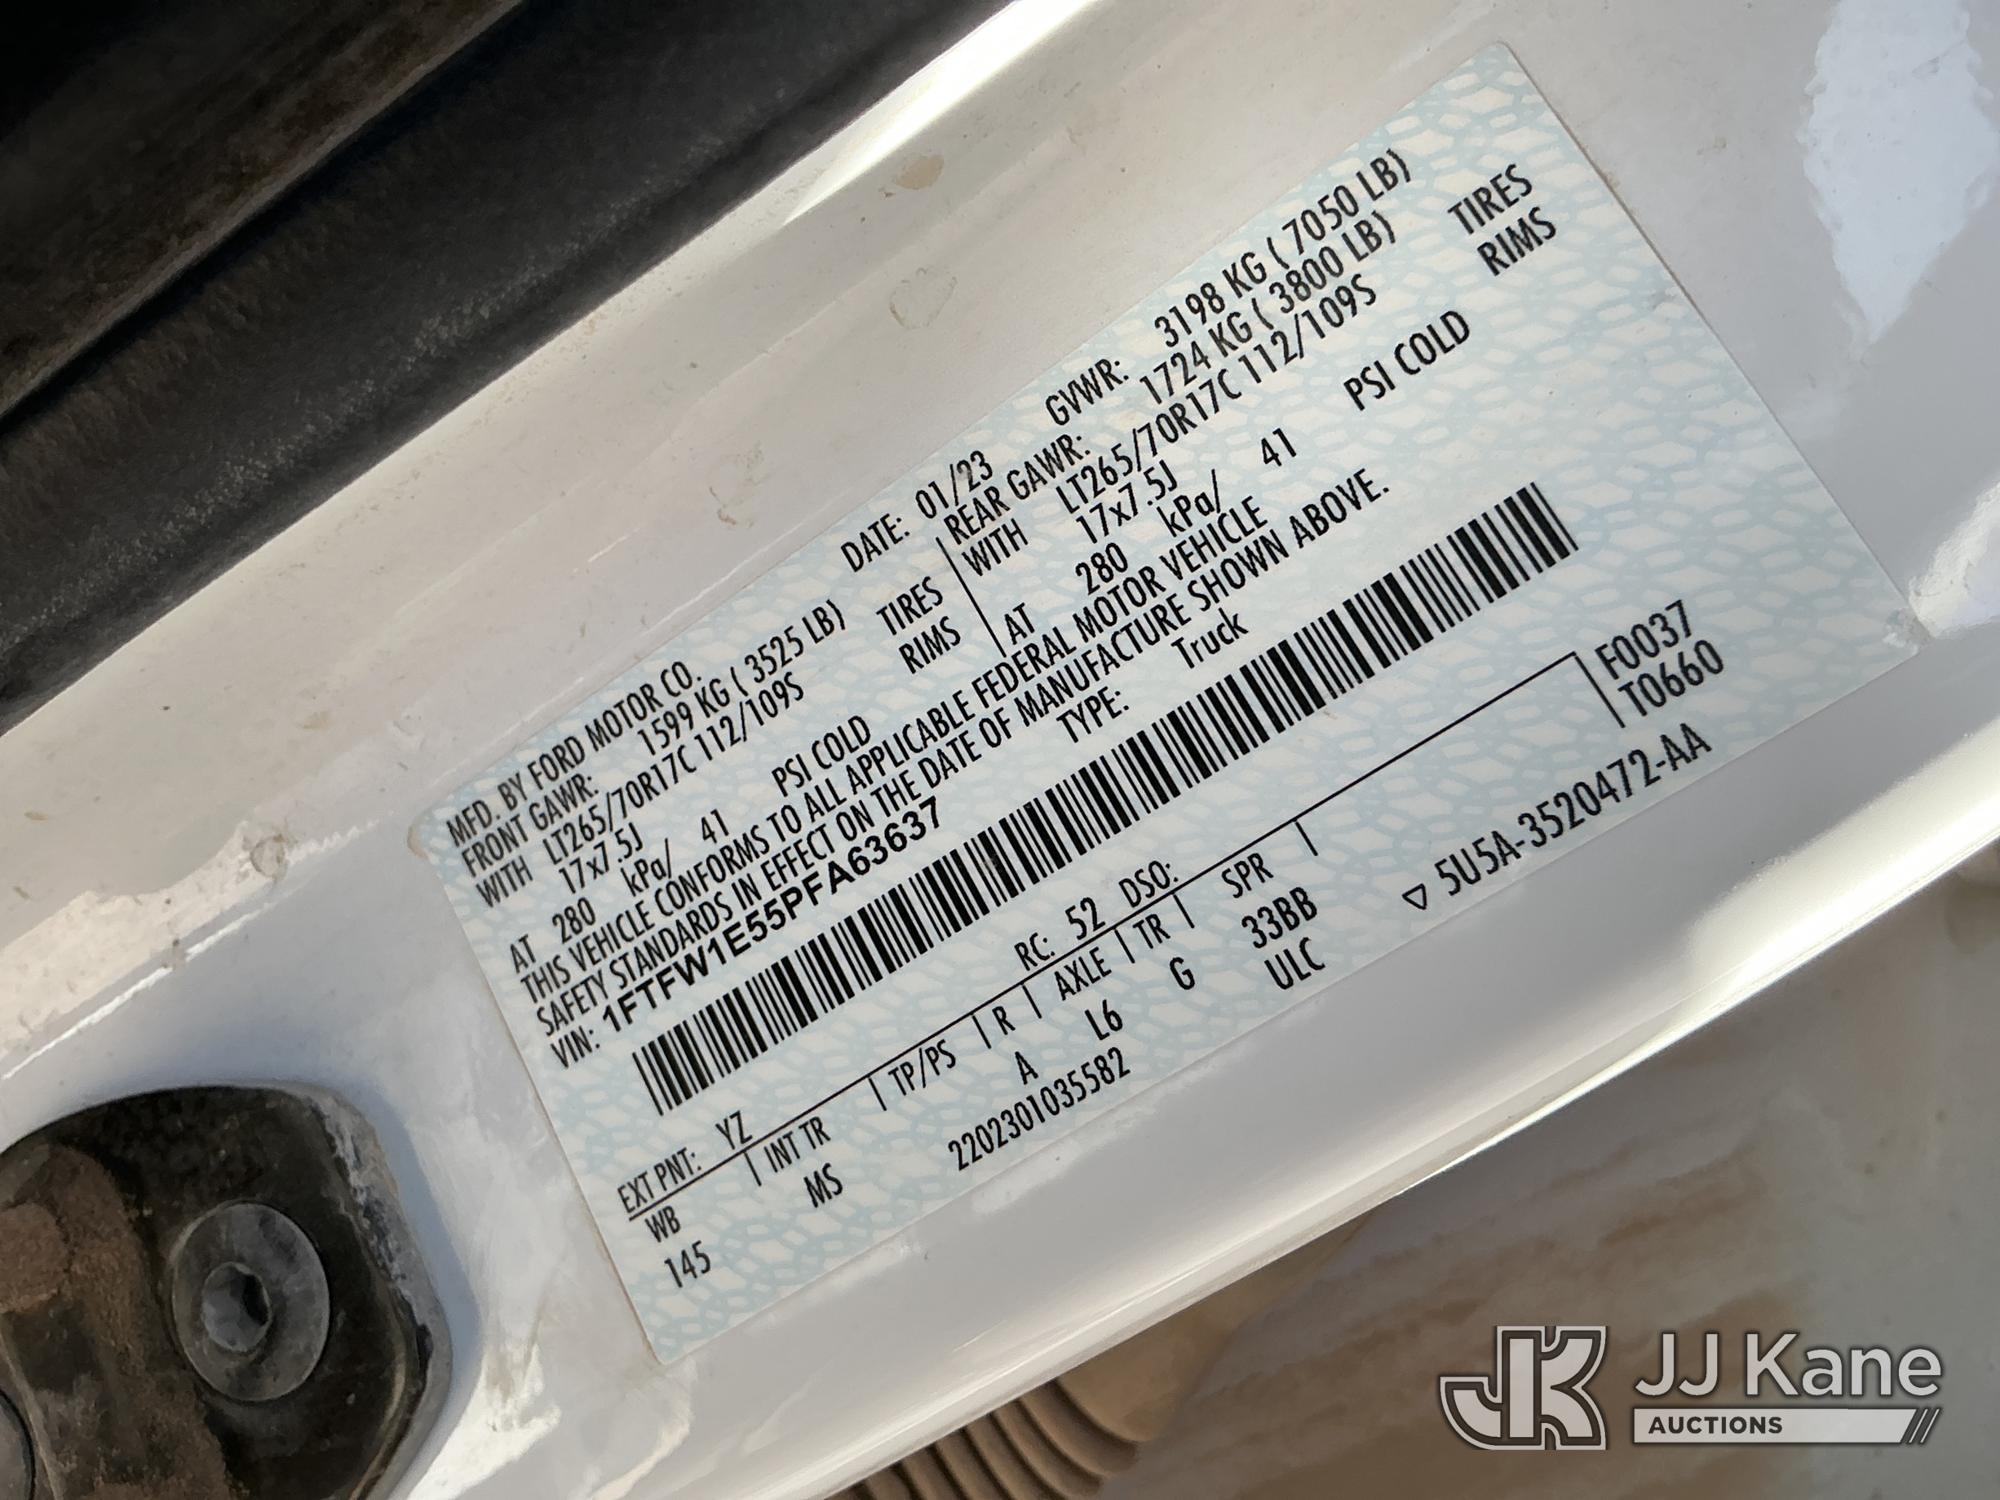 MFD. BY FORD MOTOR CO.
DATE: 01/23 GVWR: 3198 KG ( 7050 LB)
FRONT GAWR: 1599 KG ( 3525 LB) REAR GAWR: 1724 KG ( 3800 LB)
WITH LT265/70R17C 112/109S TIRES WITH LT265/70R17C 112/109S TIRES
17x7.5J RIMS 17x7.5J RIMS
AT 280 kPa/ 41 PSI COLD AT 280 kPa/ 41 PSI COLD
THIS VEHICLE CONFORMS TO ALL APPLICABLE FEDERAL MOTOR VEHICLE
SAFETY STANDARDS IN EFFECT ON THE DATE OF MANUFACTURE SHOWN ABOVE.
VIN: 1FTFW1E55PFA63637 TYPE: Truck
F0037
T0660
EXT PNT: YZ RC: 52 DSO:
WB INT TR TP/PS R AXLE TR SPR
145 MS A L6 G 33BB
2202301035582 ULC
▽ 5U5A-3520472-AA
JK JJ Kane
AUCTIONS